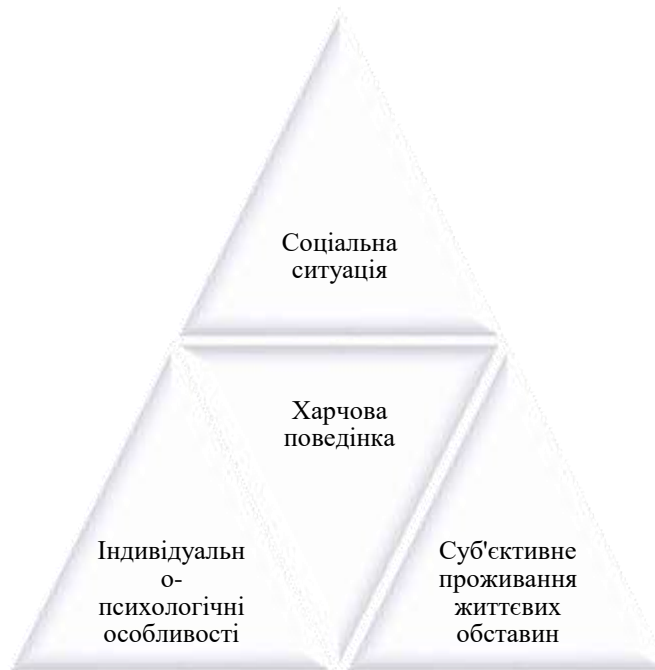 Соціальна
ситуація
Харчова
поведінка
Індивідуальн
о-
психологічні
особливості
Суб'єктивне
проживання
життєвих
обставин